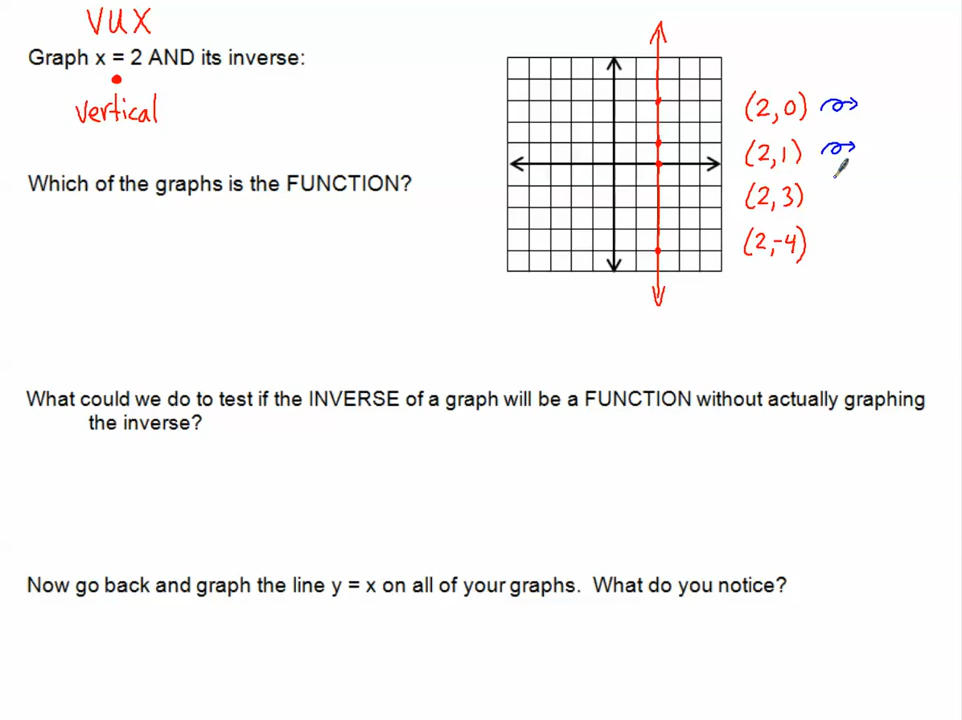 VUX
Graph x = 2 AND its inverse:
vertical
(2,0)
(2,1)
(2,3)
(2,-4)
Which of the graphs is the FUNCTION?
What could we do to test if the INVERSE of a graph will be a FUNCTION without actually graphing
the inverse?
Now go back and graph the line y = x on all of your graphs. What do you notice?